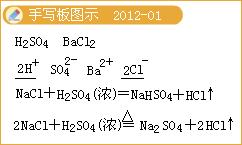 手写板图示 2012-01
H₂SO₄ BaCl₂
2H⁺ SO₄²⁻ Ba²⁺ 2Cl⁻
NaCl+H₂SO₄(浓)=NaHSO₄+HCl↑
2NaCl+H₂SO₄(浓)≜Na₂SO₄+2HCl↑